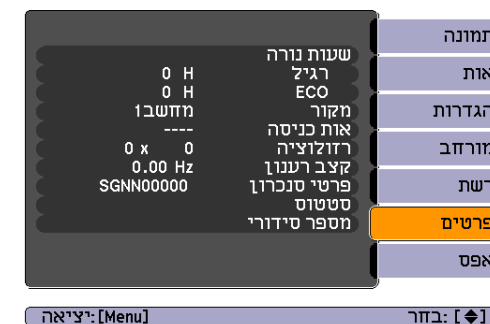 שעות נורה
רגיל 0 H
ECO 0 H
מקור מחשב1
אות כניסה ----
רזולוציה 0 x 0
קצב רענון 0.00 Hz
פרטי סנכרון SGNN00000
סטטוס
מספר סידורי
תמונה
אות
הגדרות
מורחב
רשת
פרטים
אפס
[Menu]:יציאה
[◆]: בחר